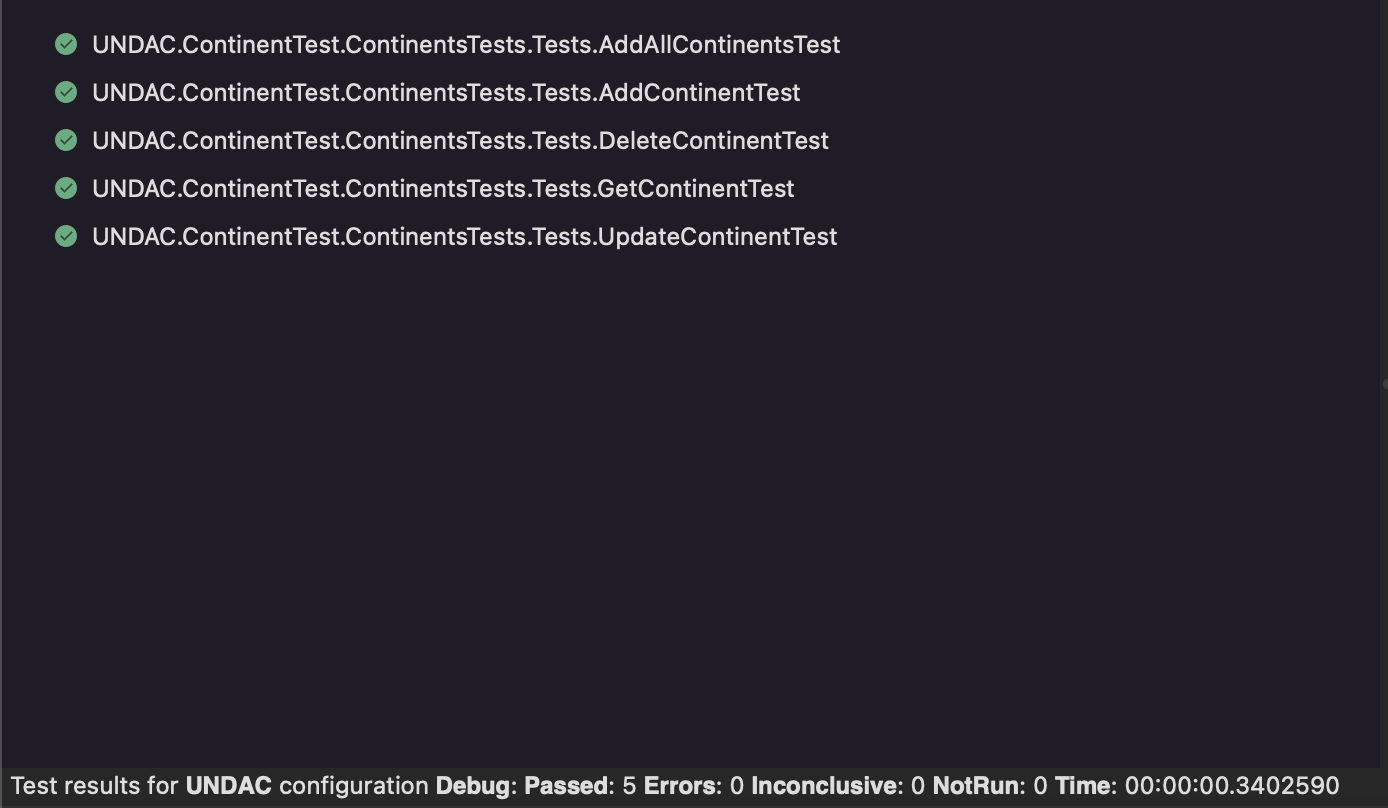 UNDAC.ContinentTest.ContinentsTests.Tests.AddAllContinentsTest
UNDAC.ContinentTest.ContinentsTests.Tests.AddContinentTest
UNDAC.ContinentTest.ContinentsTests.Tests.DeleteContinentTest
UNDAC.ContinentTest.ContinentsTests.Tests.GetContinentTest
UNDAC.ContinentTest.ContinentsTests.Tests.UpdateContinentTest
Test results for UNDAC configuration Debug: Passed: 5 Errors: 0 Inconclusive: 0 NotRun: 0 Time: 00:00:00.3402590